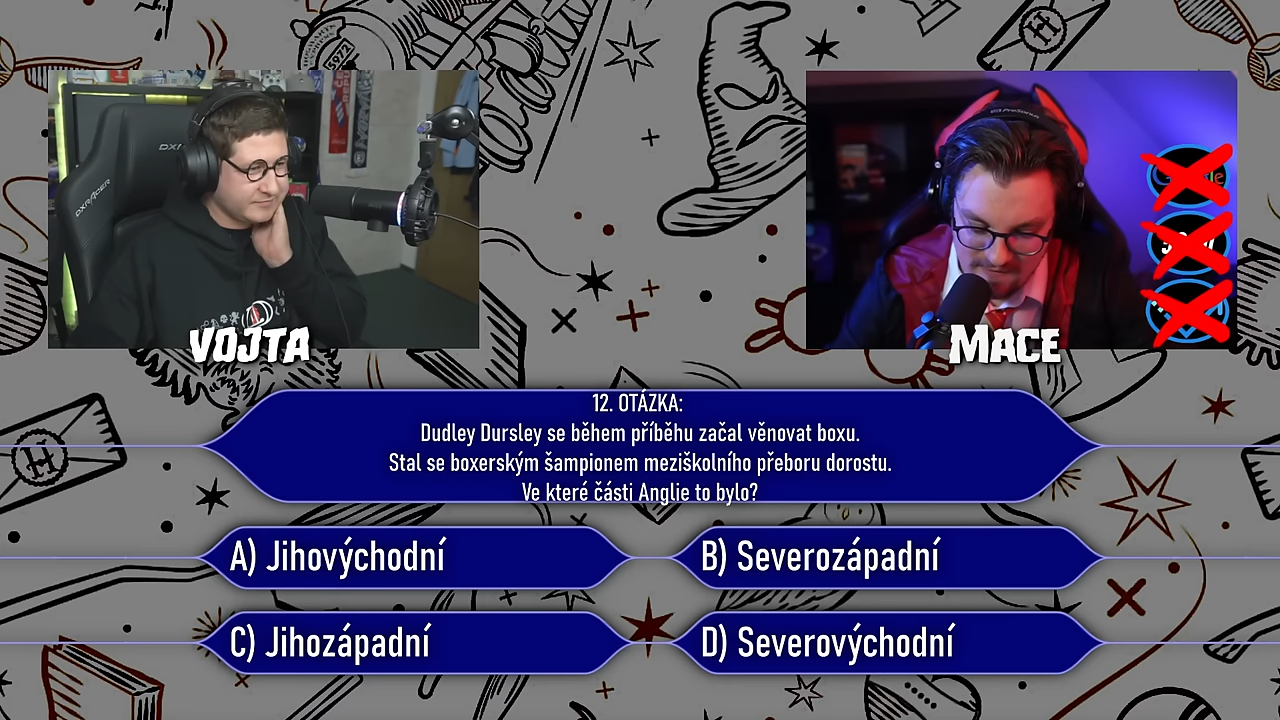 VOJTA
MACE
12. OTÁZKA:
Dudley Dursley se během příběhu začal věnovat boxu.
Stal se boxerským šampionem meziškolního přeboru dorostu.
Ve které části Anglie to bylo?
A) Jihovýchodní
B) Severozápadní
C) Jihozápadní
D) Severovýchodní